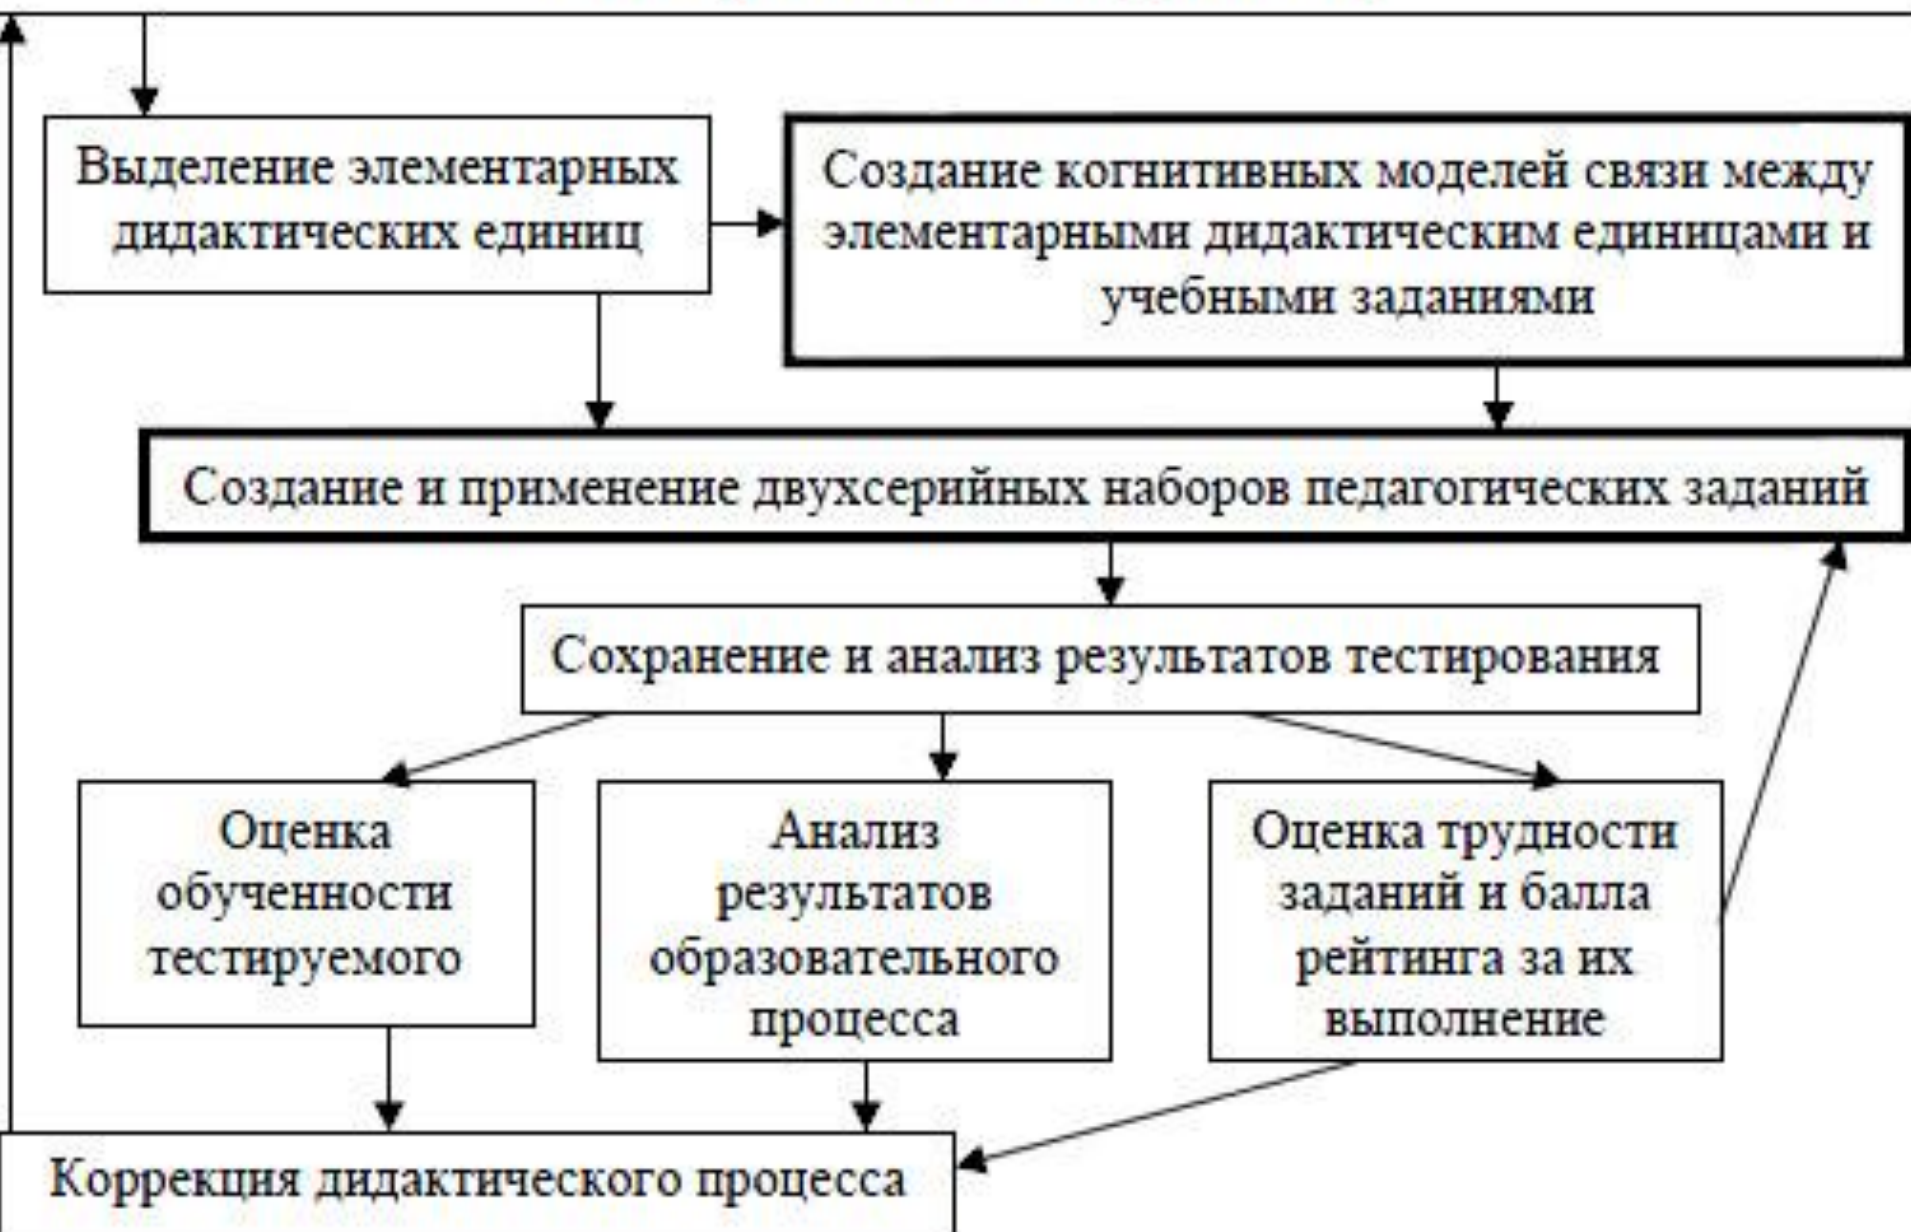 Выделение элементарных
дидактических единиц
Создание когнитивных моделей связи между
элементарными дидактическим единицами и
учебными заданиями
Создание и применение двухсерийных наборов педагогических заданий
Сохранение и анализ результатов тестирования
Оценка
обученности
тестируемого
Анализ
результатов
образовательного
процесса
Оценка трудности
заданий и балла
рейтинга за их
выполнение
Коррекция дидактического процесса